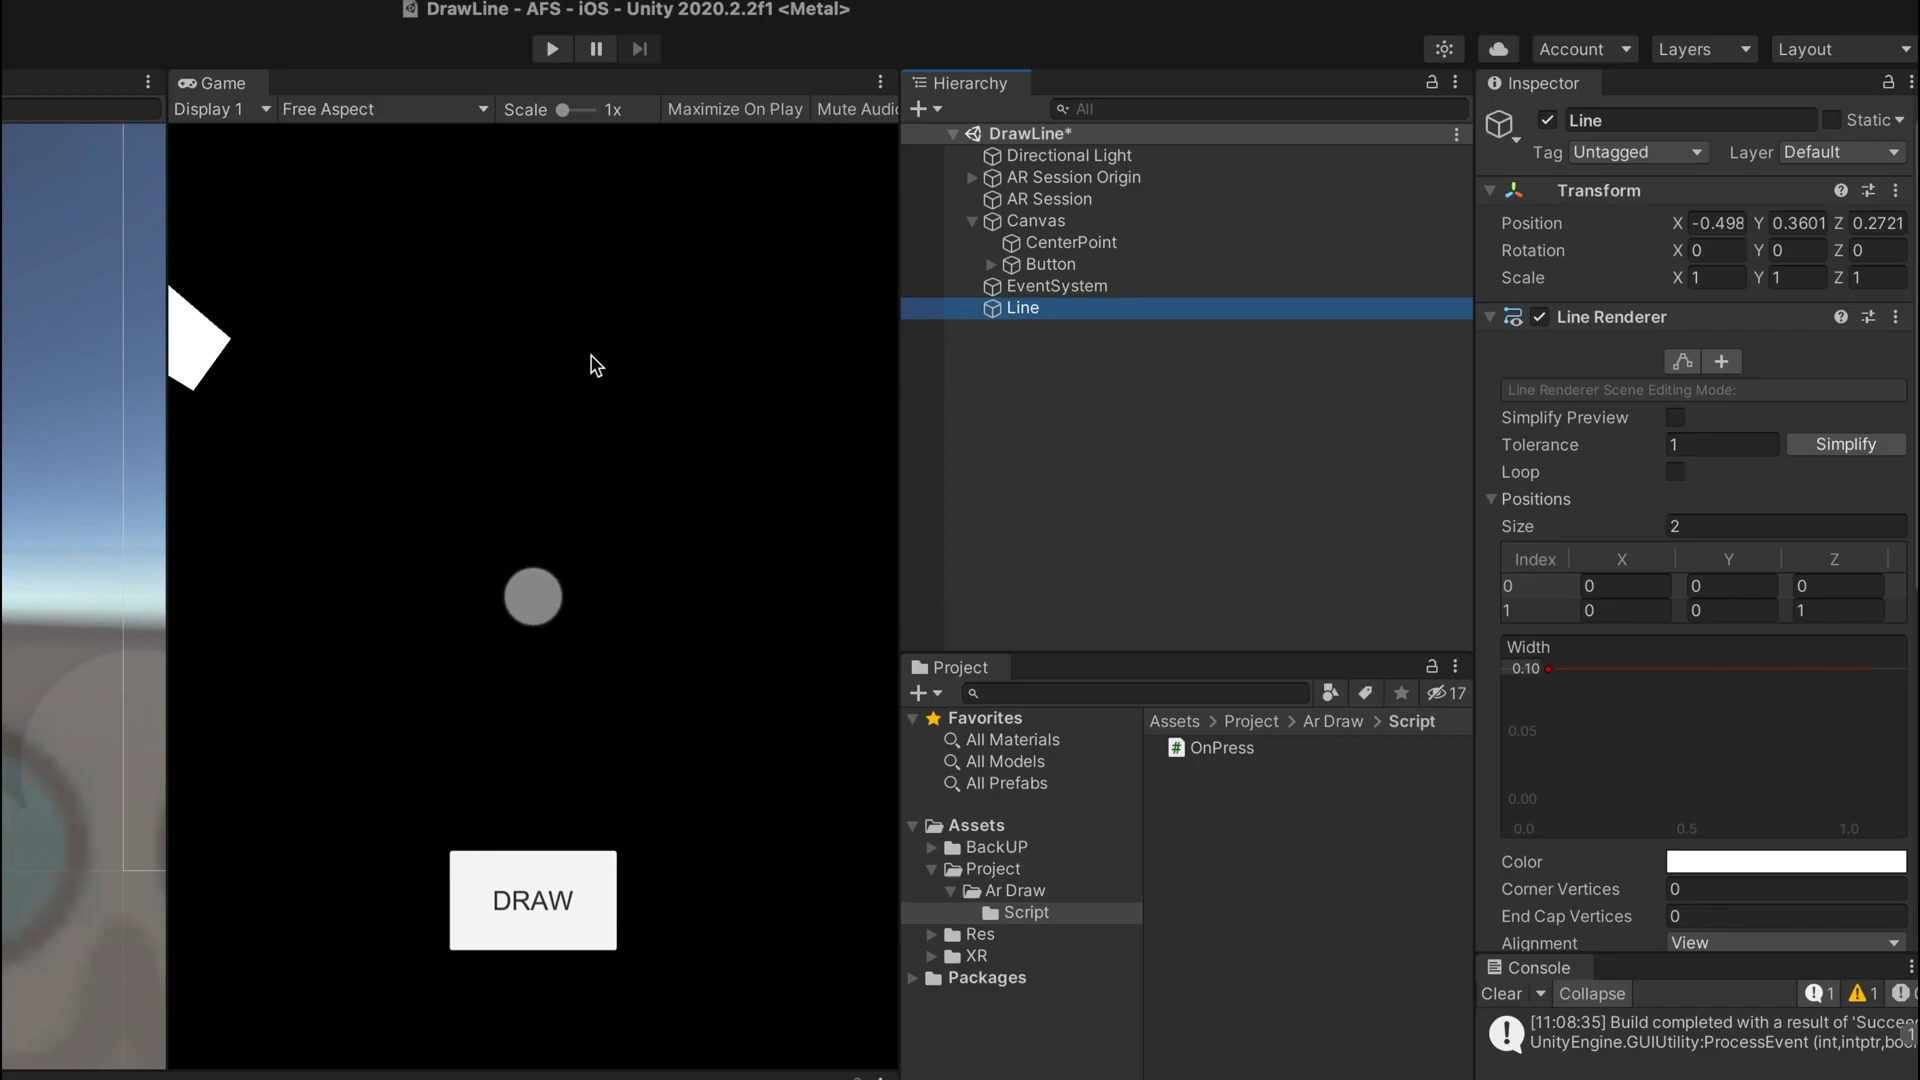 DrawLine - AFS - iOS - Unity 2020.2.2f1 <Metal>
Account
Layers
Layout
Game
Display 1
Free Aspect
Scale
1x
Maximize On Play
Mute Audio
Hierarchy
All
DrawLine*
Directional Light
AR Session Origin
AR Session
Canvas
CenterPoint
Button
EventSystem
Line
DRAW
Project
17
Favorites
All Materials
All Models
All Prefabs
Assets
BackUP
Project
Ar Draw
Script
Res
XR
Packages
Assets > Project > Ar Draw > Script
# OnPress
Inspector
Line
Static
Tag Untagged Layer Default
Transform
Position X -0.498 Y 0.3601 Z 0.2721
Rotation X 0 Y 0 Z 0
Scale X 1 Y 1 Z 1
Line Renderer
Line Renderer Scene Editing Mode:
Simplify Preview
Tolerance 1 Simplify
Loop
Positions
Size 2
Index X Y Z
0 0 0 0
1 0 0 1
Width
0.10
0.05
0.00
0.0 0.5 1.0
Color
Corner Vertices 0
End Cap Vertices 0
Alignment View
Console
Clear Collapse 1 1
[11:08:35] Build completed with a result of 'Succee
UnityEngine.GUIUtility:ProcessEvent (int,intptr,boo
1